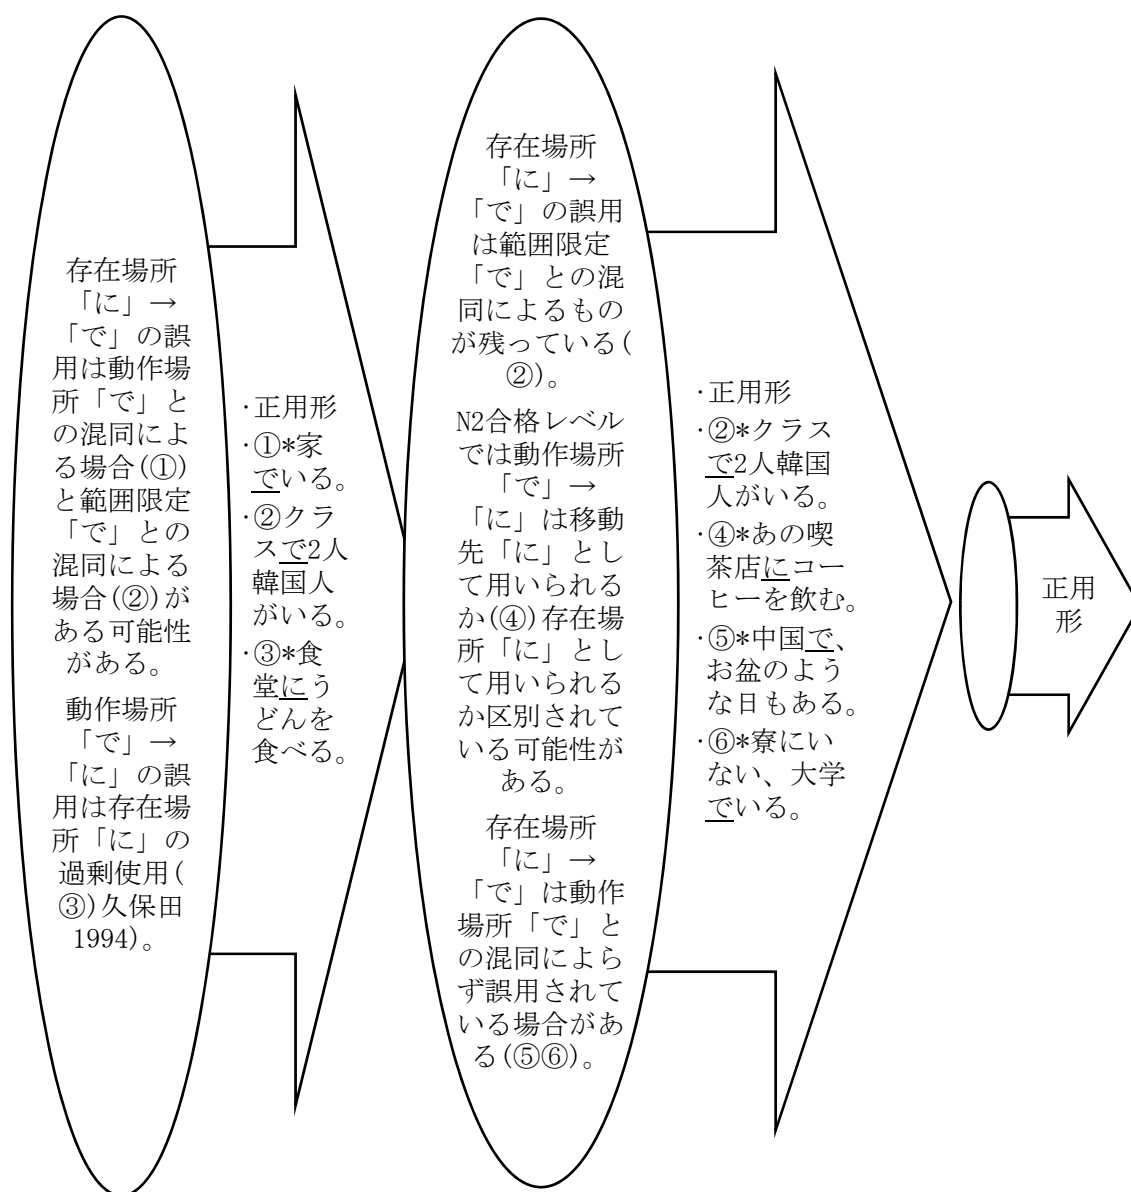 存在場所
「に」→
「で」の誤
用は動作場
所「で」と
の混同によ
る場合(①)
と範囲限定
「で」との
混同による
場合(②)が
ある可能性
がある。
動作場所
「で」→
「に」の誤
用は存在場
所「に」の
過剰使用(
③)久保田
1994)。
・正用形
・①*家
でいる。
・②クラ
スで2人
韓国人
がいる。
・③*食
堂にう
どんを
食べる。
存在場所
「に」→
「で」の誤用
は範囲限定
「で」との混
同によるもの
が残っている(
②)。
N2合格レベル
では動作場所
「で」→
「に」は移動
先「に」とし
て用いられる
か(④)存在場
所「に」とし
て用いられる
か区別されて
いる可能性が
ある。
存在場所
「に」→
「で」は動作
場所「で」と
の混同によら
ず誤用されて
いる場合があ
る(⑤⑥)。
・正用形
・②*クラス
で2人韓国
人がいる。
・④*あの喫
茶店にコー
ヒーを飲む。
・⑤*中国で、
お盆のよう
な日もある。
・⑥*寮にい
ない、大学
でいる。
正用
形